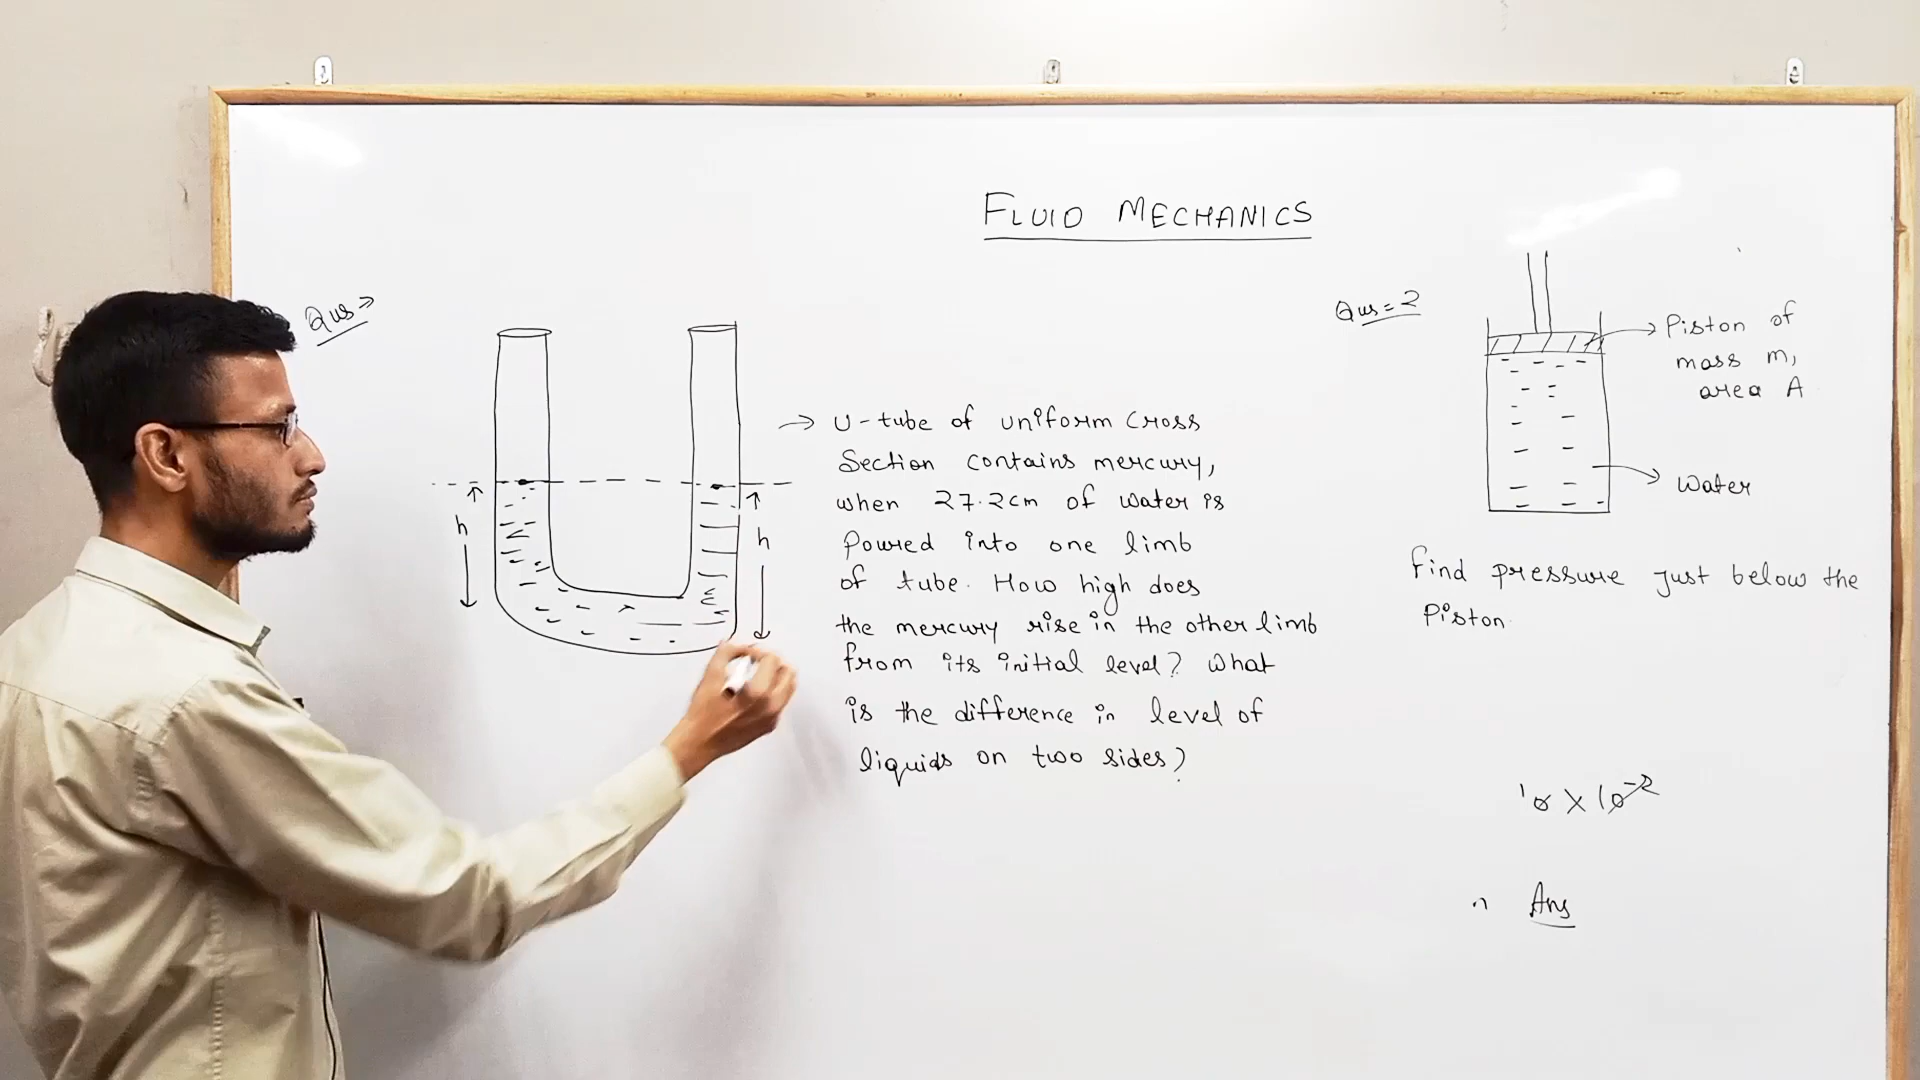 FLUID MECHANICS
Qus ⇒
h
h
→ U-tube of uniform cross
Section contains mercury,
when 27.2cm of water is
Poured into one limb
of tube. How high does
the mercury rise in the other limb
from its initial level? What
is the difference in level of
liquids on two sides?
Qus = 2
Piston of
mass m,
area A
Water
find pressure just below the
Piston.
10 × 10⁻²
Ans